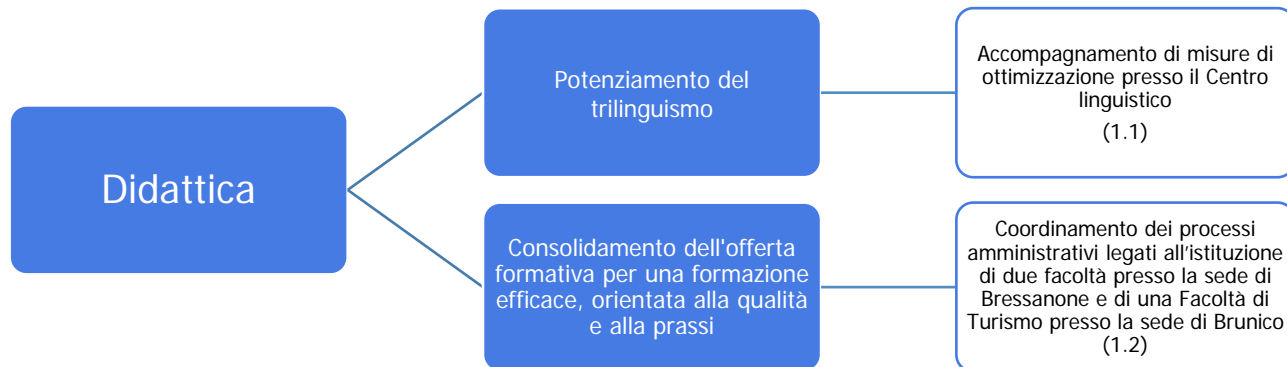 Didattica
Potenziamento del
trilinguismo
Accompagnamento di misure di
ottimizzazione presso il Centro
linguistico
(1.1)
Consolidamento dell'offerta
formativa per una formazione
efficace, orientata alla qualità
e alla prassi
Coordinamento dei processi
amministrativi legati all’istituzione
di due facoltà presso la sede di
Bressanone e di una Facoltà di
Turismo presso la sede di Brunico
(1.2)